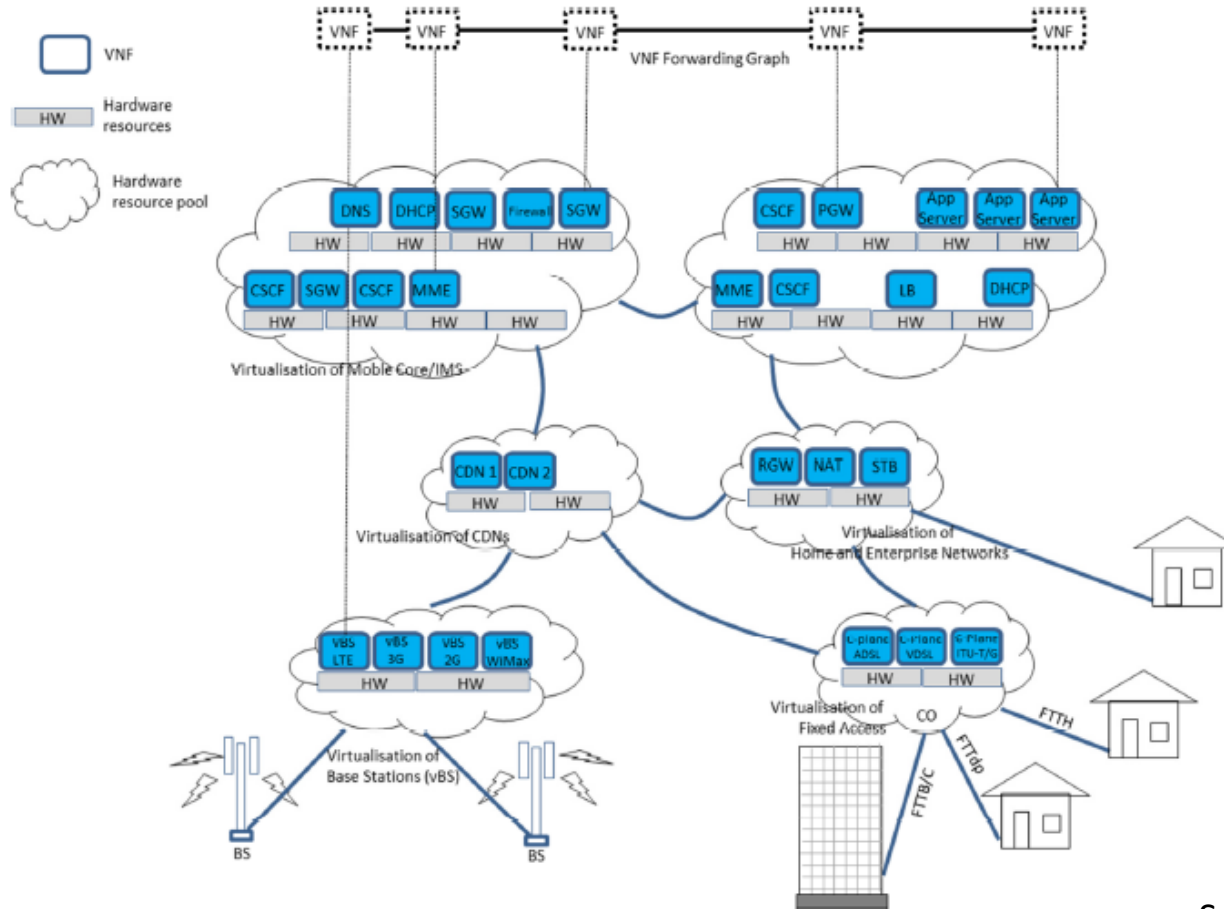 VNF VNF VNF VNF VNF
VNF Forwarding Graph
VNF
HW
Hardware
resources
Hardware
resource pool
DNS DHCP SGW Firewall SGW
HW HW HW HW
CSCF SGW CSCF MME
HW HW HW HW
Virtualisation of Moble Core/IMS
CSCF PGW App Server App Server App Server
HW HW HW HW
MME CSCF LB DHCP
HW HW HW HW
CDN 1 CDN 2
HW HW
Virtualisation of CDNs
RGW NAT STB
HW HW
Virtualisation of
Home and Enterprise Networks
vBS LTE vBS 3G vBS 2G vBS WiMax
HW HW
Virtualisation of
Base Stations (vBS)
BS BS
C-plane ADSL C-Plane VDSL C-Plane ITU-T/G
HW HW
Virtualisation of
Fixed Access
CO
FTTH
FTTdp
FTTB/C